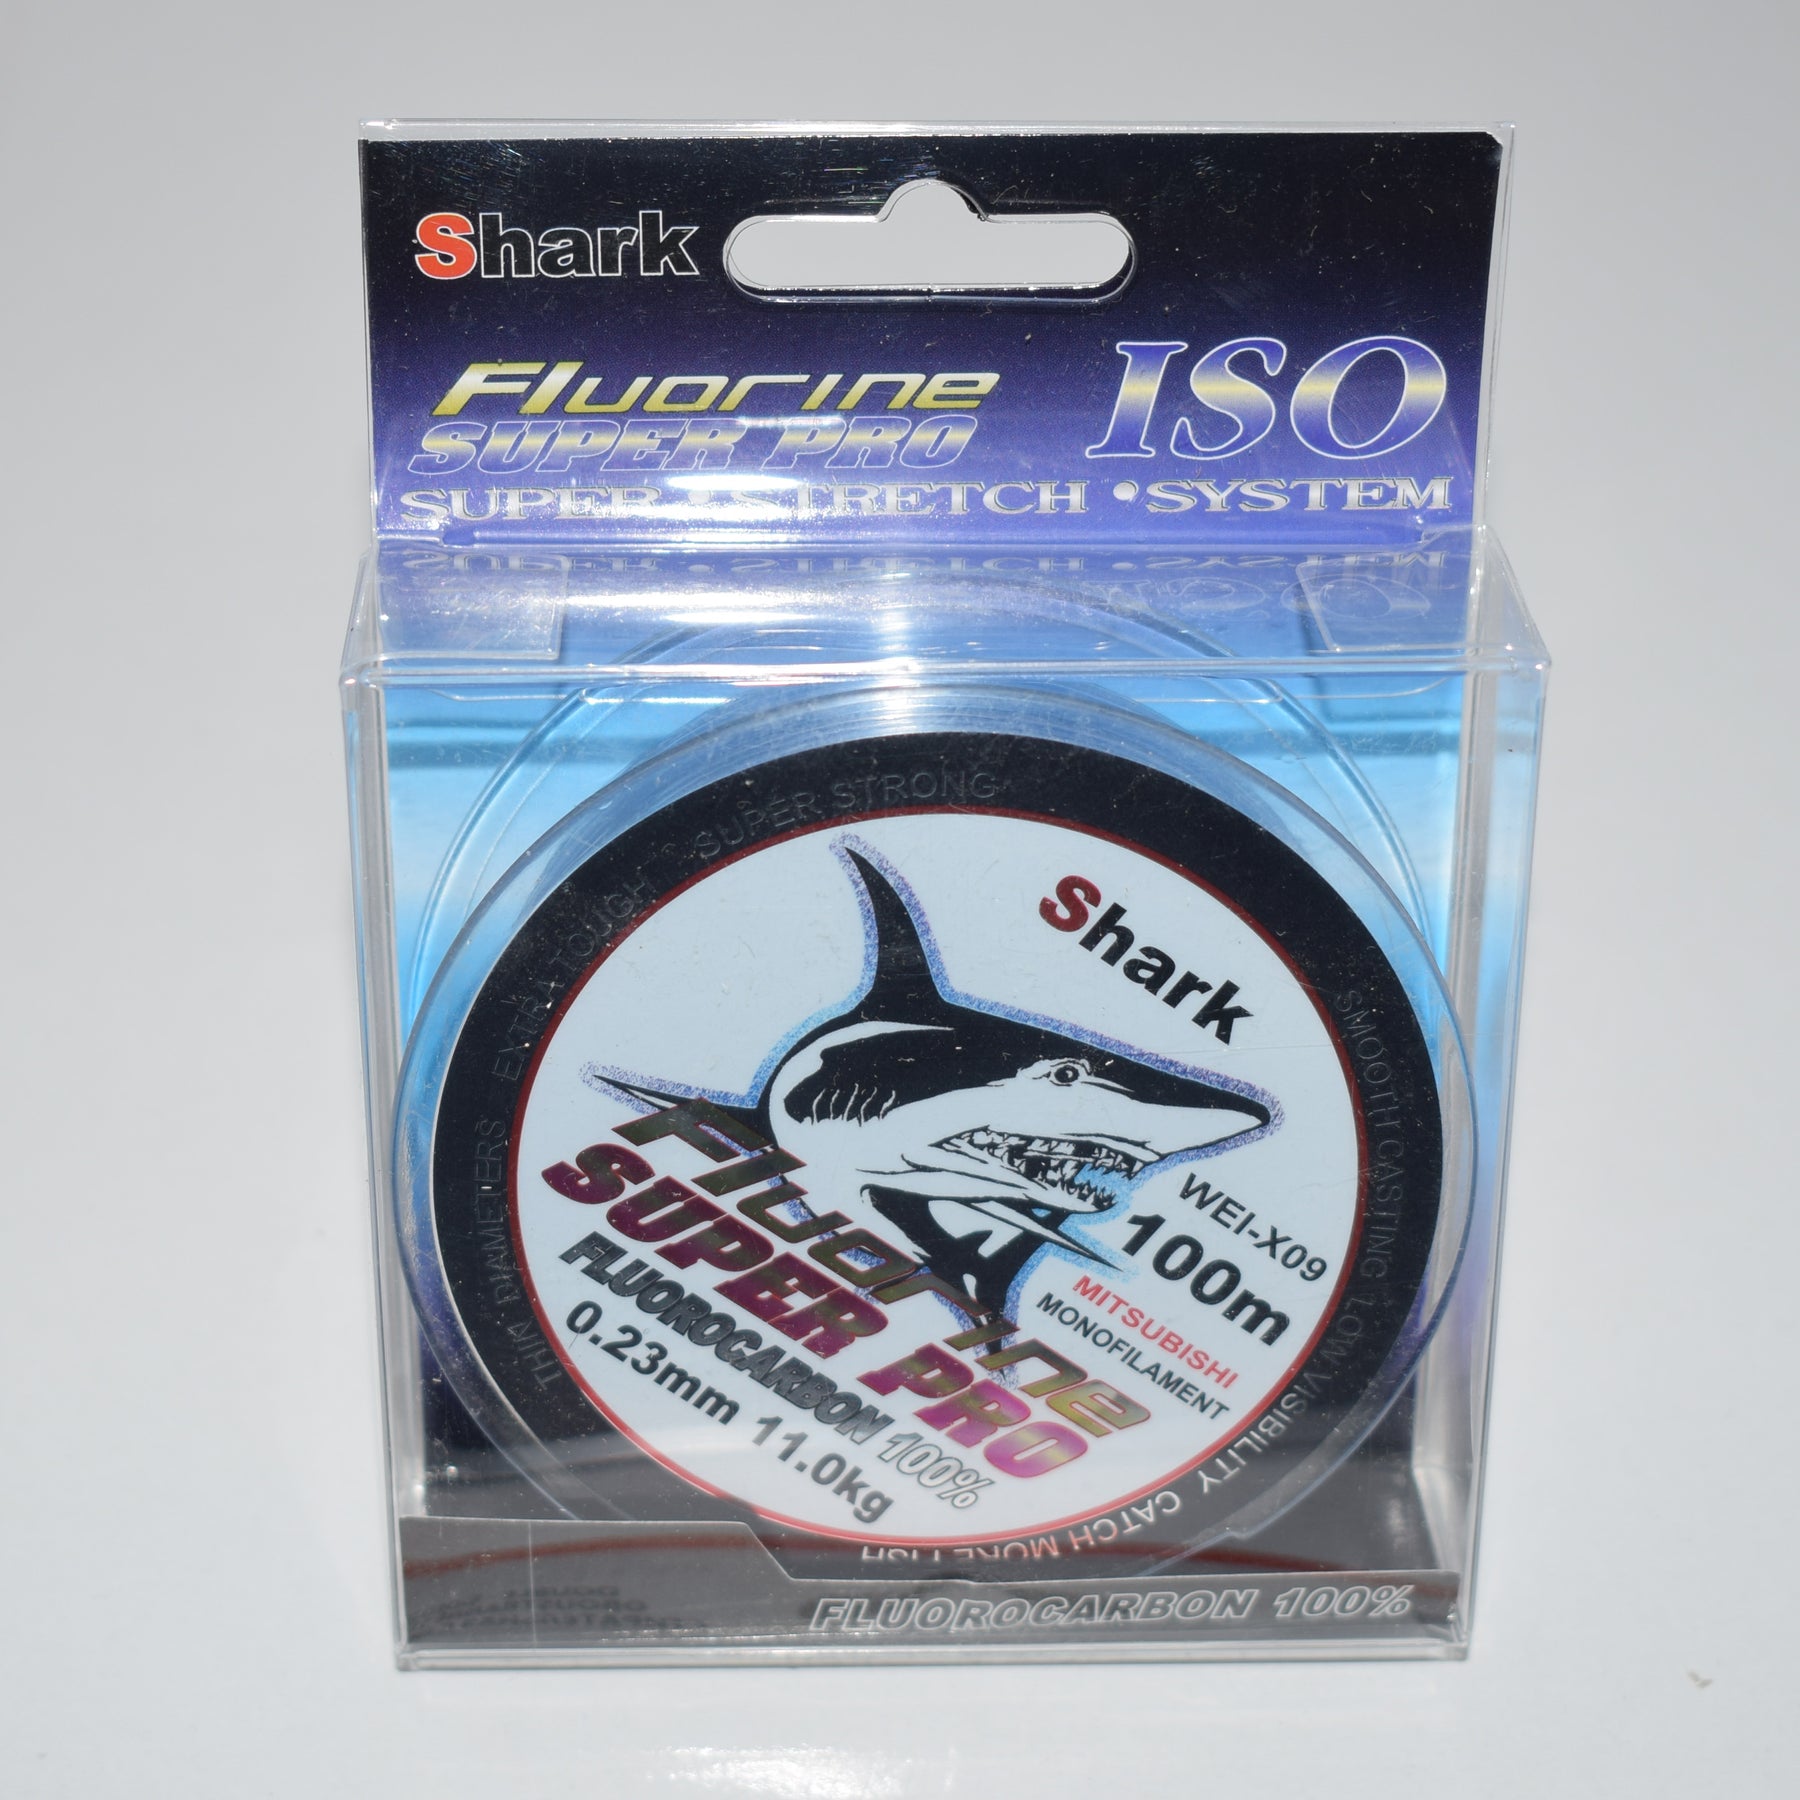 Shark
Fluorine
ISO
SUPER PRO
SUPER • STRETCH • SYSTEM
THIN DIAMETERS EXTRA TOUGH SUPER STRONG
SMOOTH CASTING LOW VISIBILITY CATCH MORE FISH
Shark
WEI-X09
100m
MITSUBISHI
MONOFILAMENT
Fluorine
SUPER PRO
FLUOROCARBON 100%
0.23mm 11.0kg
FLUOROCARBON 100%